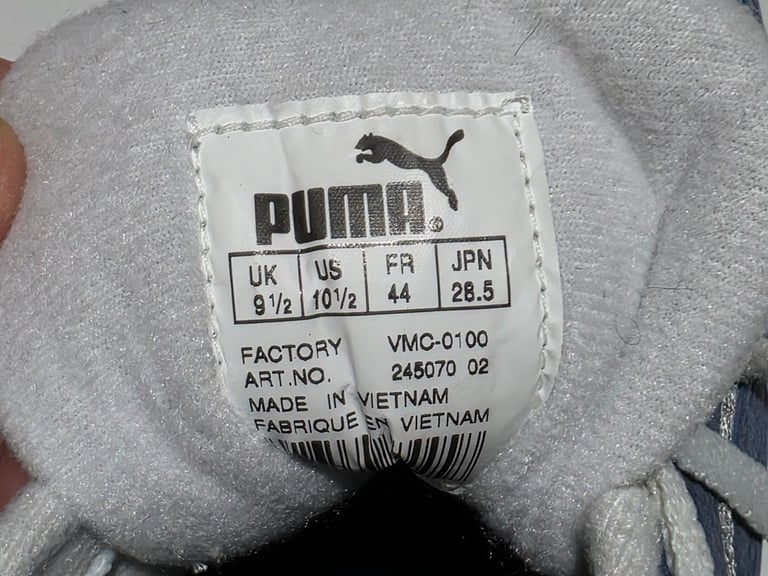 PUMA®
UK US FR JPN
9 1/2 10 1/2 44 28.5
FACTORY VMC-0100
ART.NO. 245070 02
MADE IN VIETNAM
FABRIQUE EN VIETNAM